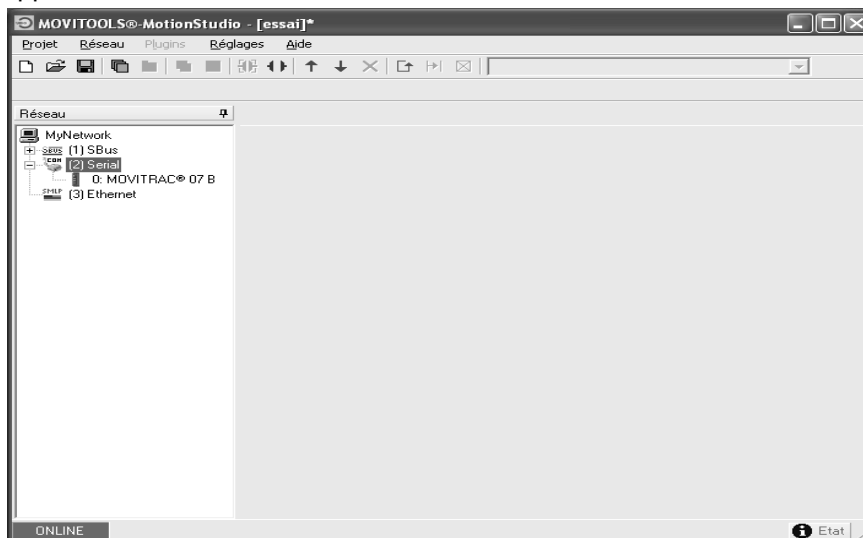 MOVITOOLS®-MotionStudio - [essai]*
Projet Réseau Plugins Réglages Aide
Réseau
MyNetwork
SBUS (1) SBus
COM (2) Serial
0: MOVITRAC® 07 B
SMLP (3) Ethernet
ONLINE
Etat